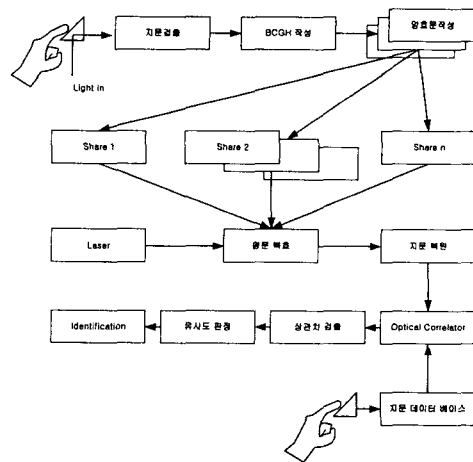 지문검출
BCGH 작성
암호문작성
Light in
Share 1
Share 2
Share n
Laser
원문 복호
지문 복원
Identification
유사도 판정
상관치 검출
Optical Correlator
지문 데이터 베이스